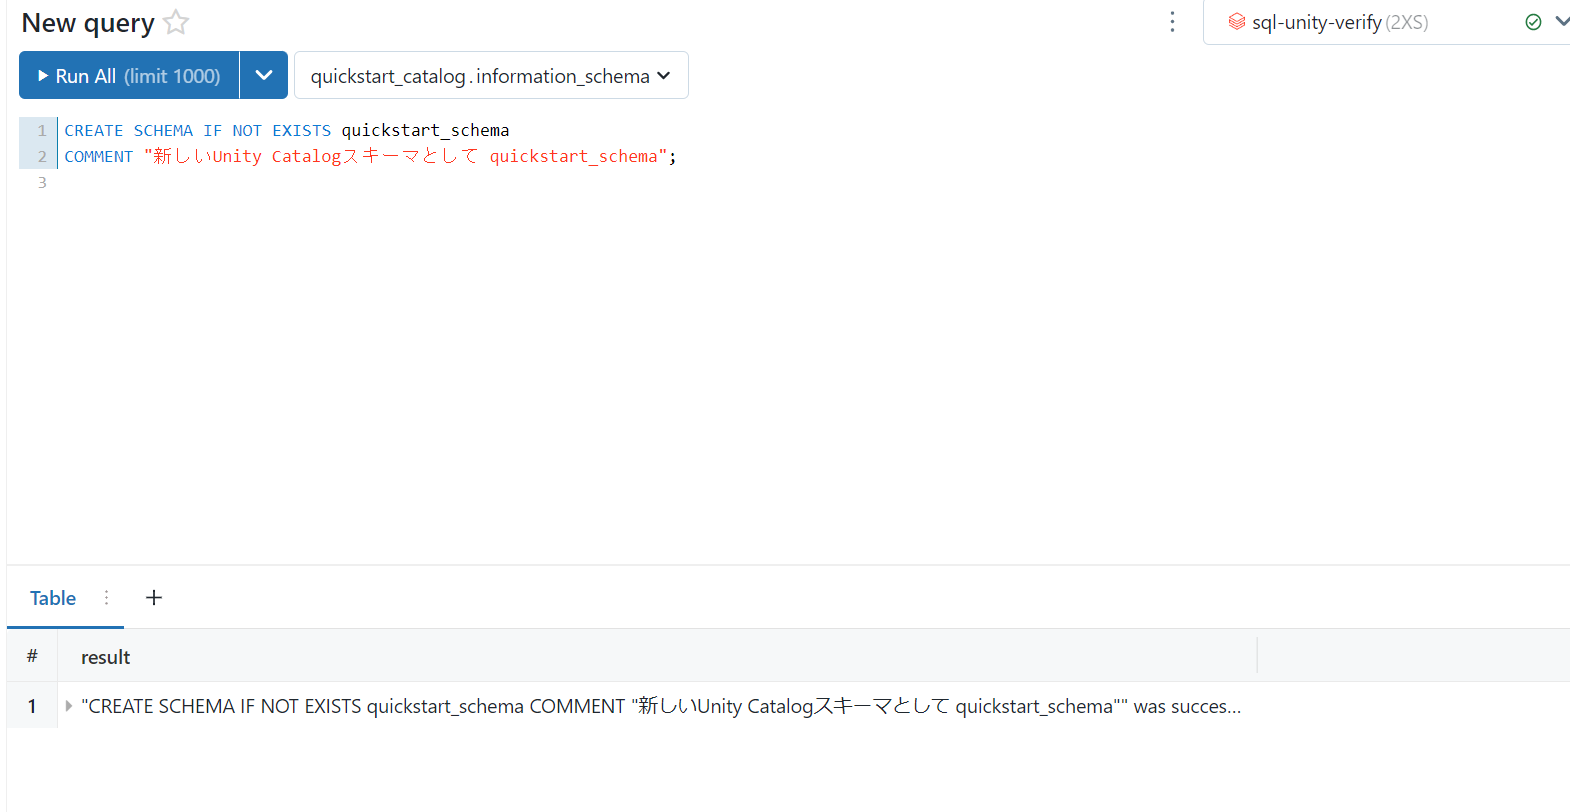 New query
sql-unity-verify (2XS)
Run All (limit 1000)
quickstart_catalog.information_schema
1 CREATE SCHEMA IF NOT EXISTS quickstart_schema
2 COMMENT "新しいUnity Catalogスキーマとして quickstart_schema";
3
Table
# result
1 "CREATE SCHEMA IF NOT EXISTS quickstart_schema COMMENT "新しいUnity Catalogスキーマとして quickstart_schema"" was succes...